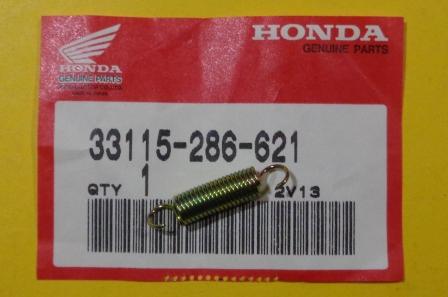 HONDA
GENUINE PARTS
HONDA
GENUINE PARTS
33115-286-621
QTY 1 2V13